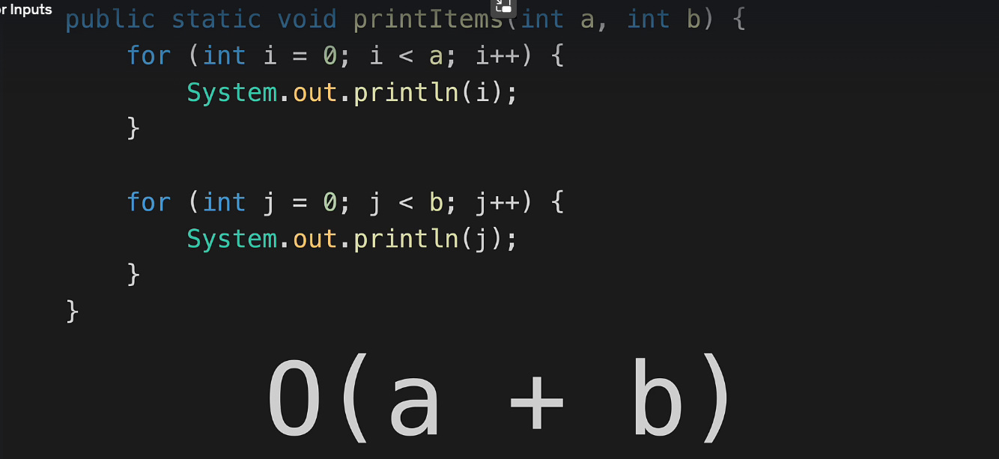 r Inputs
public static void printItems(int a, int b) {
for (int i = 0; i < a; i++) {
System.out.println(i);
}
for (int j = 0; j < b; j++) {
System.out.println(j);
}
}
O(a + b)